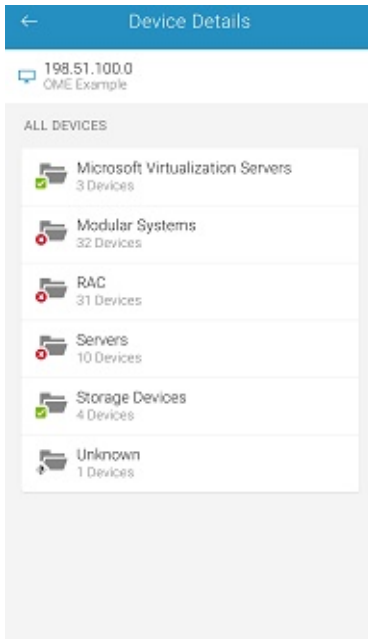 Device Details
198.51.100.0
OME Example
ALL DEVICES
Microsoft Virtualization Servers
3 Devices
Modular Systems
32 Devices
RAC
31 Devices
Servers
10 Devices
Storage Devices
4 Devices
Unknown
1 Devices